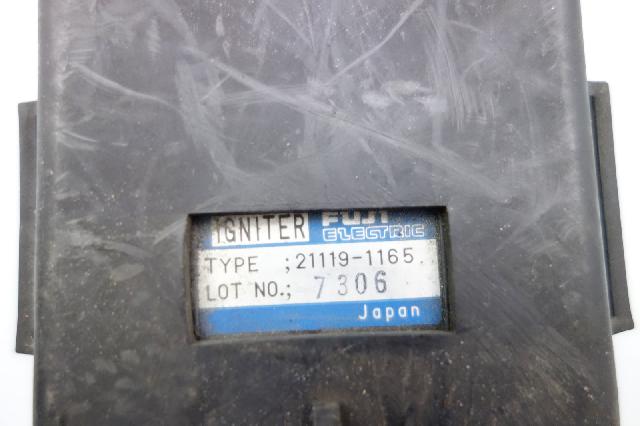 IGNITER FUJI
ELECTRIC
TYPE ; 21119-1165.
LOT NO.; 7306
Japan